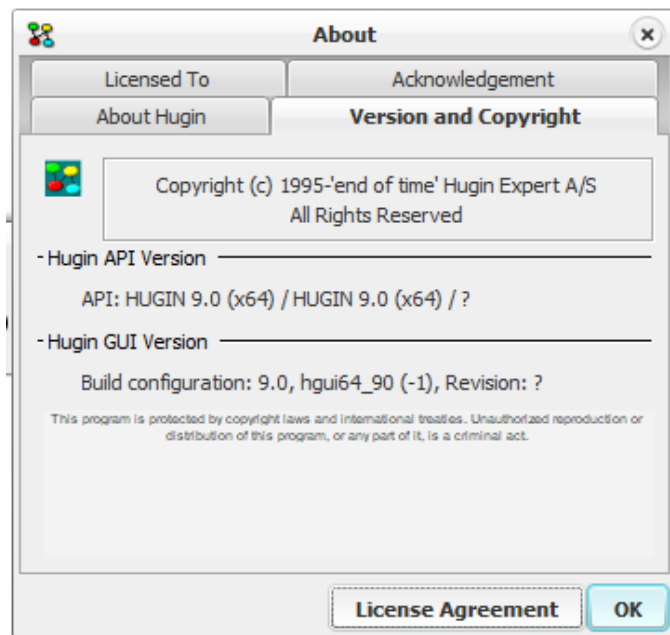 About
Licensed To
Acknowledgement
About Hugin
Version and Copyright
Copyright (c) 1995-'end of time' Hugin Expert A/S
All Rights Reserved
Hugin API Version
API: HUGIN 9.0 (x64) / HUGIN 9.0 (x64) / ?
Hugin GUI Version
Build configuration: 9.0, hgui64_90 (-1), Revision: ?
This program is protected by copyright laws and international treaties. Unauthorized reproduction or
distribution of this program, or any part of it, is a criminal act.
License Agreement
OK